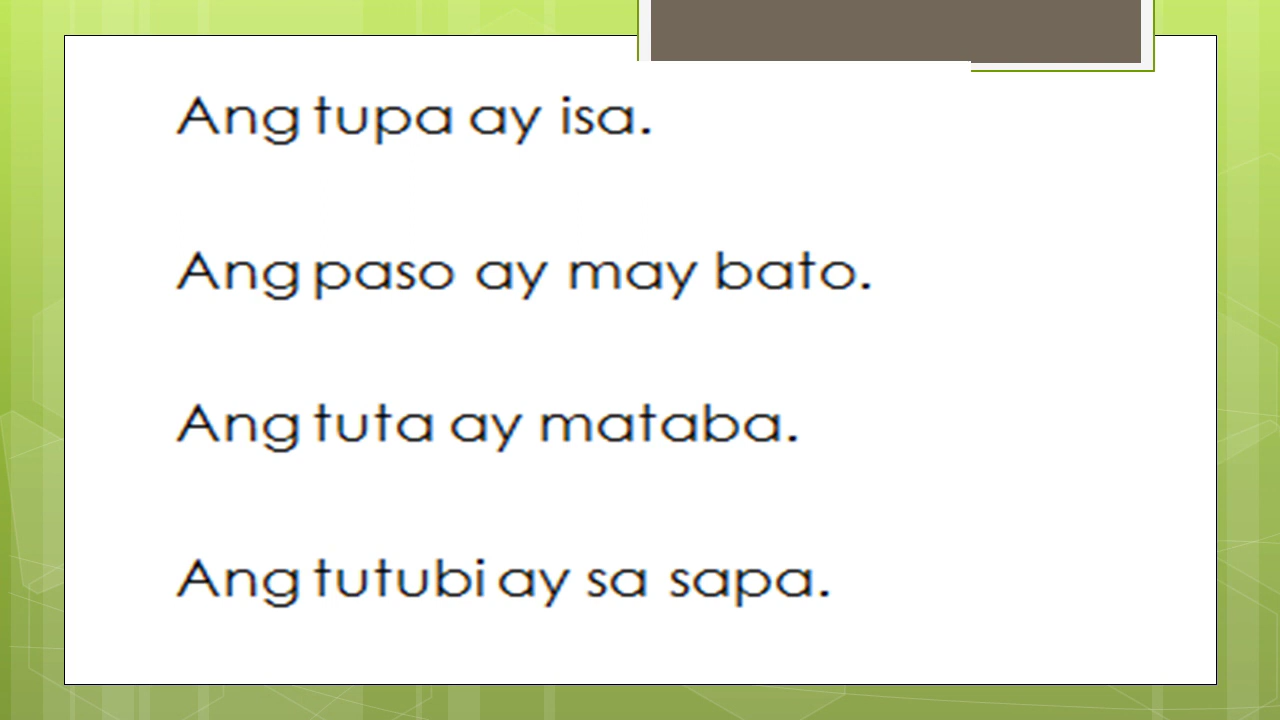 Ang tupa ay isa.
Ang paso ay may bato.
Ang tuta ay mataba.
Ang tutubi ay sa sapa.